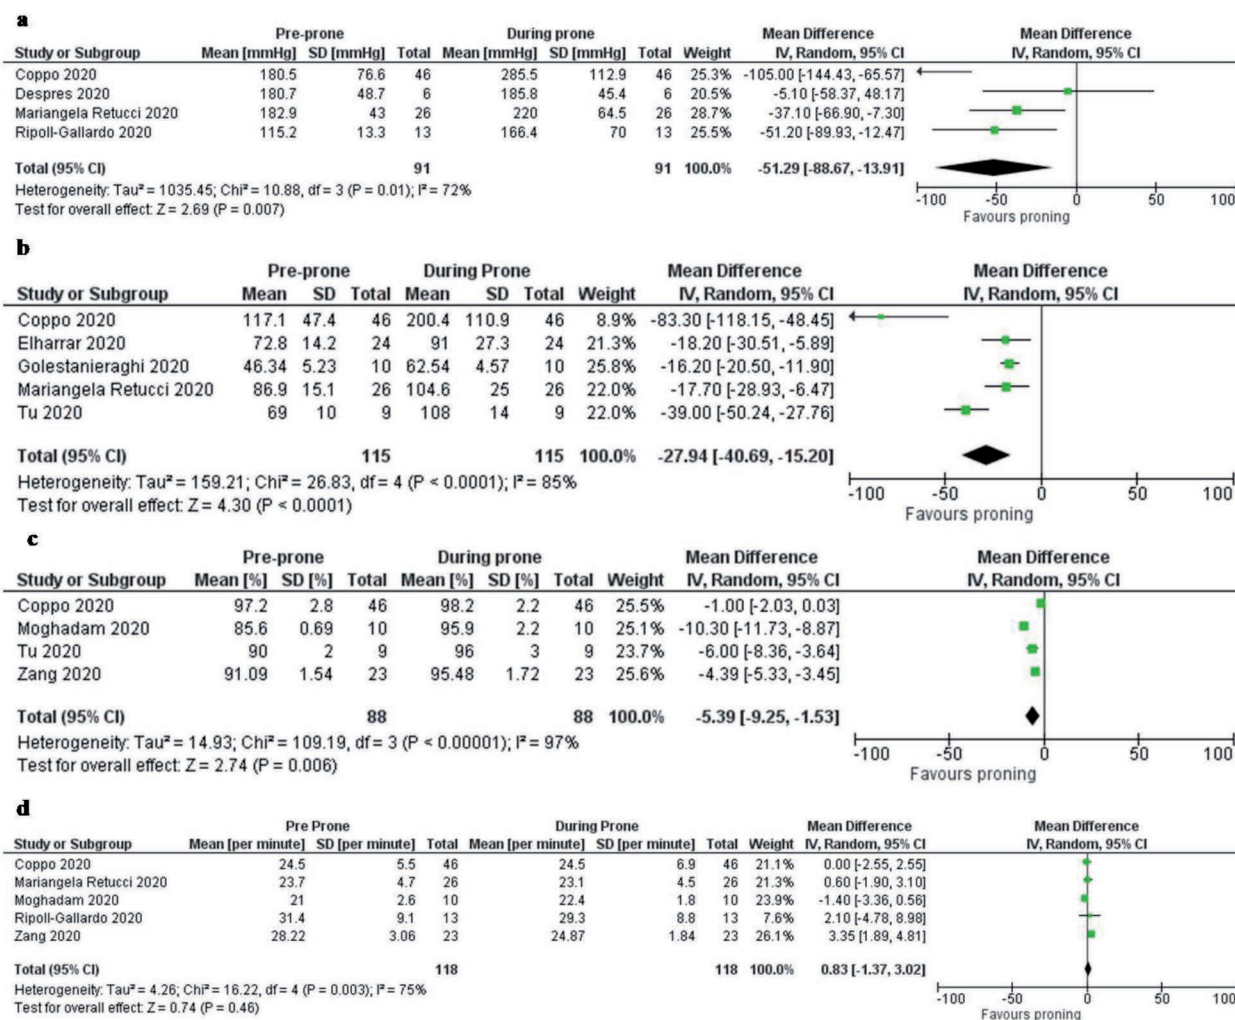 a
Pre-prone During prone Mean Difference Mean Difference
Study or Subgroup Mean [mmHg] SD [mmHg] Total Mean [mmHg] SD [mmHg] Total Weight IV, Random, 95% CI IV, Random, 95% CI
Coppo 2020 180.5 76.6 46 285.5 112.9 46 25.3% -105.00 [-144.43, -65.57]
Despres 2020 180.7 48.7 6 185.8 45.4 6 20.5% -5.10 [-58.37, 48.17]
Mariangela Retucci 2020 182.9 43 26 220 64.5 26 28.7% -37.10 [-66.90, -7.30]
Ripoll-Gallardo 2020 115.2 13.3 13 166.4 70 13 25.5% -51.20 [-89.93, -12.47]
Total (95% CI) 91 91 100.0% -51.29 [-88.67, -13.91]
Heterogeneity: Tau² = 1035.45; Chi² = 10.88, df = 3 (P = 0.01); I² = 72%
Test for overall effect: Z = 2.69 (P = 0.007)
-100 -50 0 50 100
Favours proning
b
Pre-prone During Prone Mean Difference Mean Difference
Study or Subgroup Mean SD Total Mean SD Total Weight IV, Random, 95% CI IV, Random, 95% CI
Coppo 2020 117.1 47.4 46 200.4 110.9 46 8.9% -83.30 [-118.15, -48.45]
Elharrar 2020 72.8 14.2 24 91 27.3 24 21.3% -18.20 [-30.51, -5.89]
Golestanieraghi 2020 46.34 5.23 10 62.54 4.57 10 25.8% -16.20 [-20.50, -11.90]
Mariangela Retucci 2020 86.9 15.1 26 104.6 25 26 22.0% -17.70 [-28.93, -6.47]
Tu 2020 69 10 9 108 14 9 22.0% -39.00 [-50.24, -27.76]
Total (95% CI) 115 115 100.0% -27.94 [-40.69, -15.20]
Heterogeneity: Tau² = 159.21; Chi² = 26.83, df = 4 (P < 0.0001); I² = 85%
Test for overall effect: Z = 4.30 (P < 0.0001)
-100 -50 0 50 100
Favours proning
c
Pre-prone During prone Mean Difference Mean Difference
Study or Subgroup Mean [%] SD [%] Total Mean [%] SD [%] Total Weight IV, Random, 95% CI IV, Random, 95% CI
Coppo 2020 97.2 2.8 46 98.2 2.2 46 25.5% -1.00 [-2.03, 0.03]
Moghadam 2020 85.6 0.69 10 95.9 2.2 10 25.1% -10.30 [-11.73, -8.87]
Tu 2020 90 2 9 96 3 9 23.7% -6.00 [-8.36, -3.64]
Zang 2020 91.09 1.54 23 95.48 1.72 23 25.6% -4.39 [-5.33, -3.45]
Total (95% CI) 88 88 100.0% -5.39 [-9.25, -1.53]
Heterogeneity: Tau² = 14.93; Chi² = 109.19, df = 3 (P < 0.00001); I² = 97%
Test for overall effect: Z = 2.74 (P = 0.006)
-100 -50 0 50 100
Favours proning
d
Pre Prone During Prone Mean Difference Mean Difference
Study or Subgroup Mean [per minute] SD [per minute] Total Mean [per minute] SD [per minute] Total Weight IV, Random, 95% CI IV, Random, 95% CI
Coppo 2020 24.5 5.5 46 24.5 6.9 46 21.1% 0.00 [-2.55, 2.55]
Mariangela Retucci 2020 23.7 4.7 26 23.1 4.5 26 21.3% 0.60 [-1.90, 3.10]
Moghadam 2020 21 2.6 10 22.4 1.8 10 23.9% -1.40 [-3.36, 0.56]
Ripoll-Gallardo 2020 31.4 9.1 13 29.3 8.8 13 7.6% 2.10 [-4.78, 8.98]
Zang 2020 28.22 3.06 23 24.87 1.84 23 26.1% 3.35 [1.89, 4.81]
Total (95% CI) 118 118 100.0% 0.83 [-1.37, 3.02]
Heterogeneity: Tau² = 4.26; Chi² = 16.22, df = 4 (P = 0.003); I² = 75%
Test for overall effect: Z = 0.74 (P = 0.46)
-100 -50 0 50 100
Favours proning